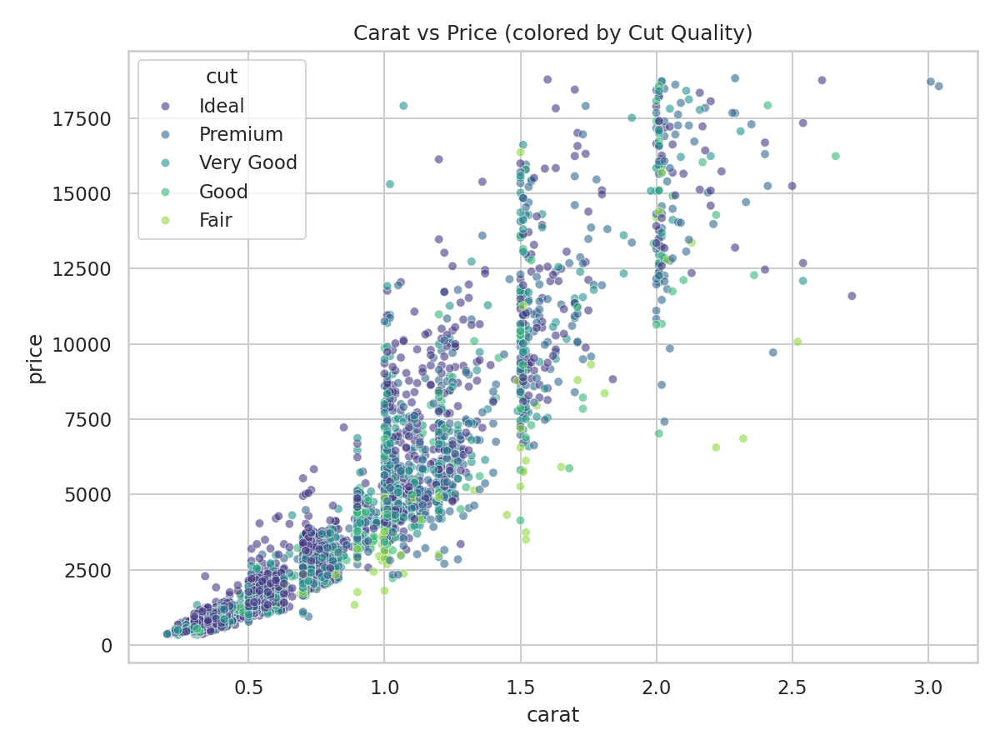 Carat vs Price (colored by Cut Quality)
cut
Ideal
Premium
Very Good
Good
Fair
17500
15000
12500
10000
7500
5000
2500
0
price
0.5 1.0 1.5 2.0 2.5 3.0
carat